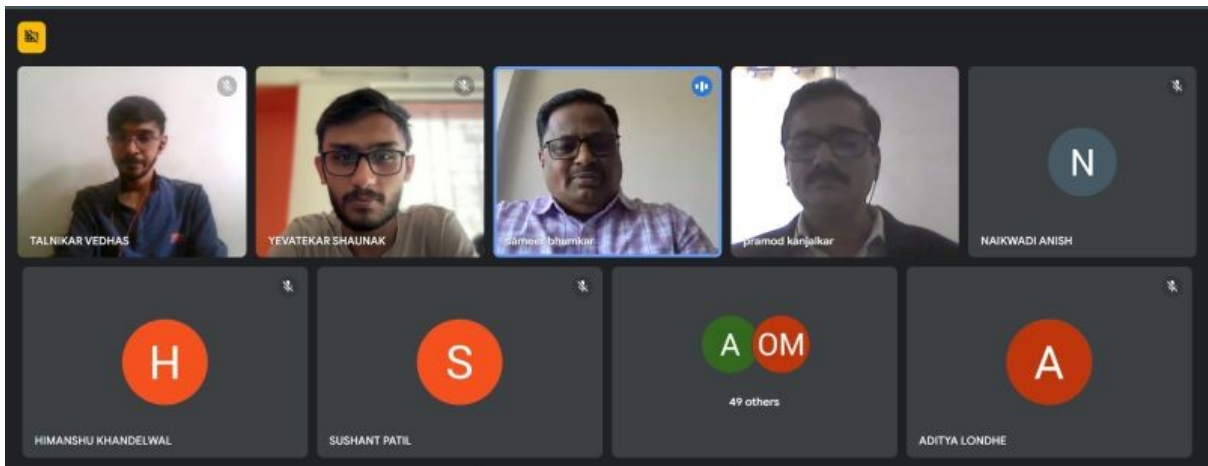 TALNIKAR VEDHAS
YEVATEKAR SHAUNAK
sameer bhumkar
pramod kanjalkar
N
NAIKWADI ANISH
H
HIMANSHU KHANDELWAL
S
SUSHANT PATIL
A OM
49 others
A
ADITYA LONDHE